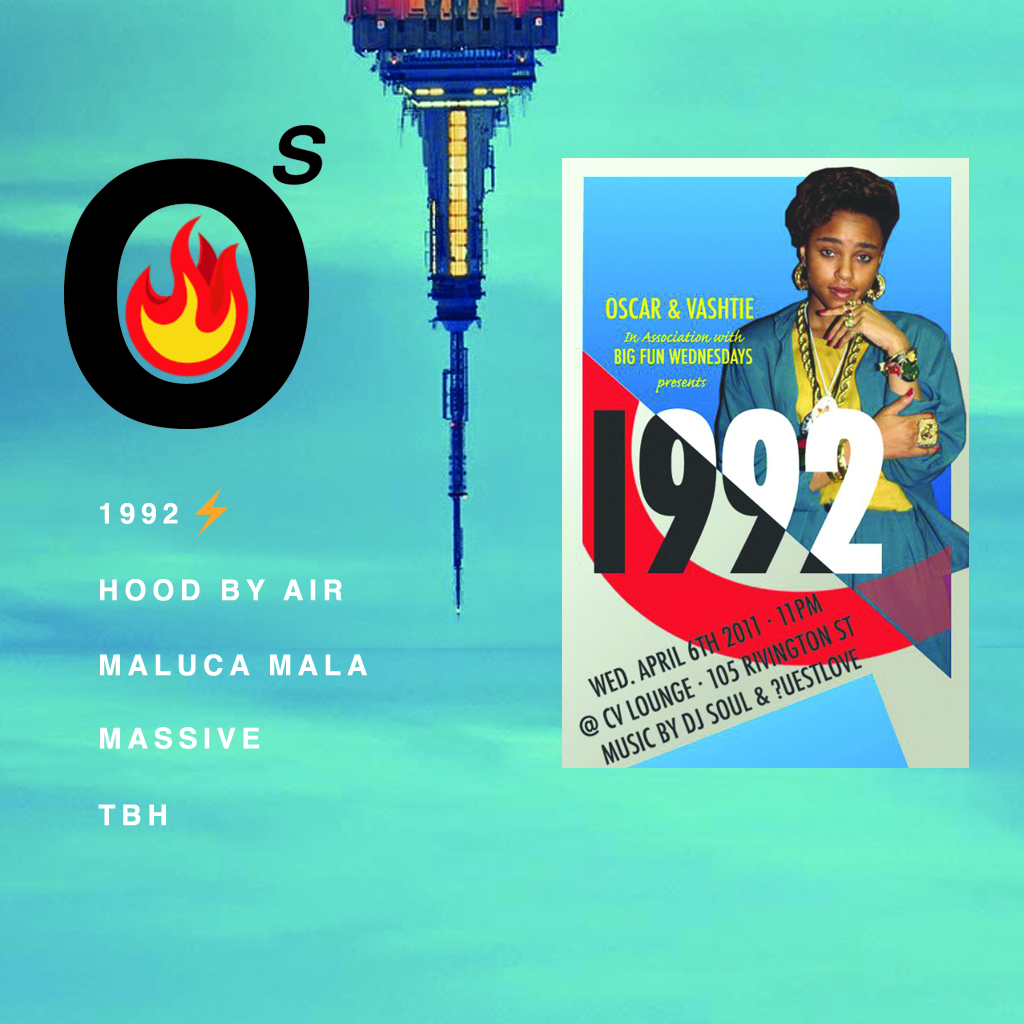 Os
1992 ⚡
HOOD BY AIR
MALUCA MALA
MASSIVE
TBH
OSCAR & VASHTIE
In Association with
BIG FUN WEDNESDAYS
presents
1992
WED. APRIL 6TH 2011 · 11PM
@ CV LOUNGE · 105 RIVINGTON ST
MUSIC BY DJ SOUL & ?UESTLOVE